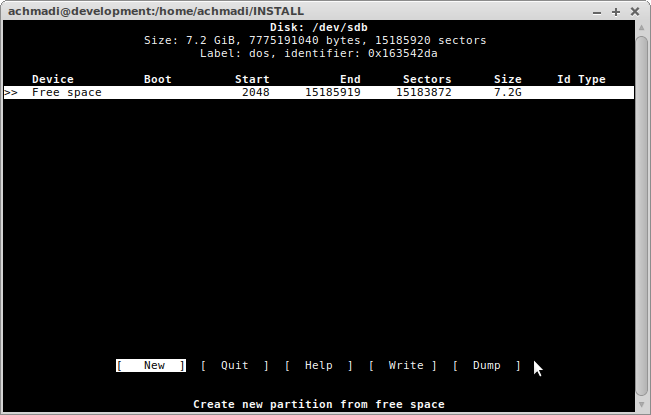 achmadi@development:/home/achmadi/INSTALL
Disk: /dev/sdb
Size: 7.2 GiB, 7775191040 bytes, 15185920 sectors
Label: dos, identifier: 0x163542da
Device Boot Start End Sectors Size Id Type
>> Free space 2048 15185919 15183872 7.2G
[ New ] [ Quit ] [ Help ] [ Write ] [ Dump ]
Create new partition from free space